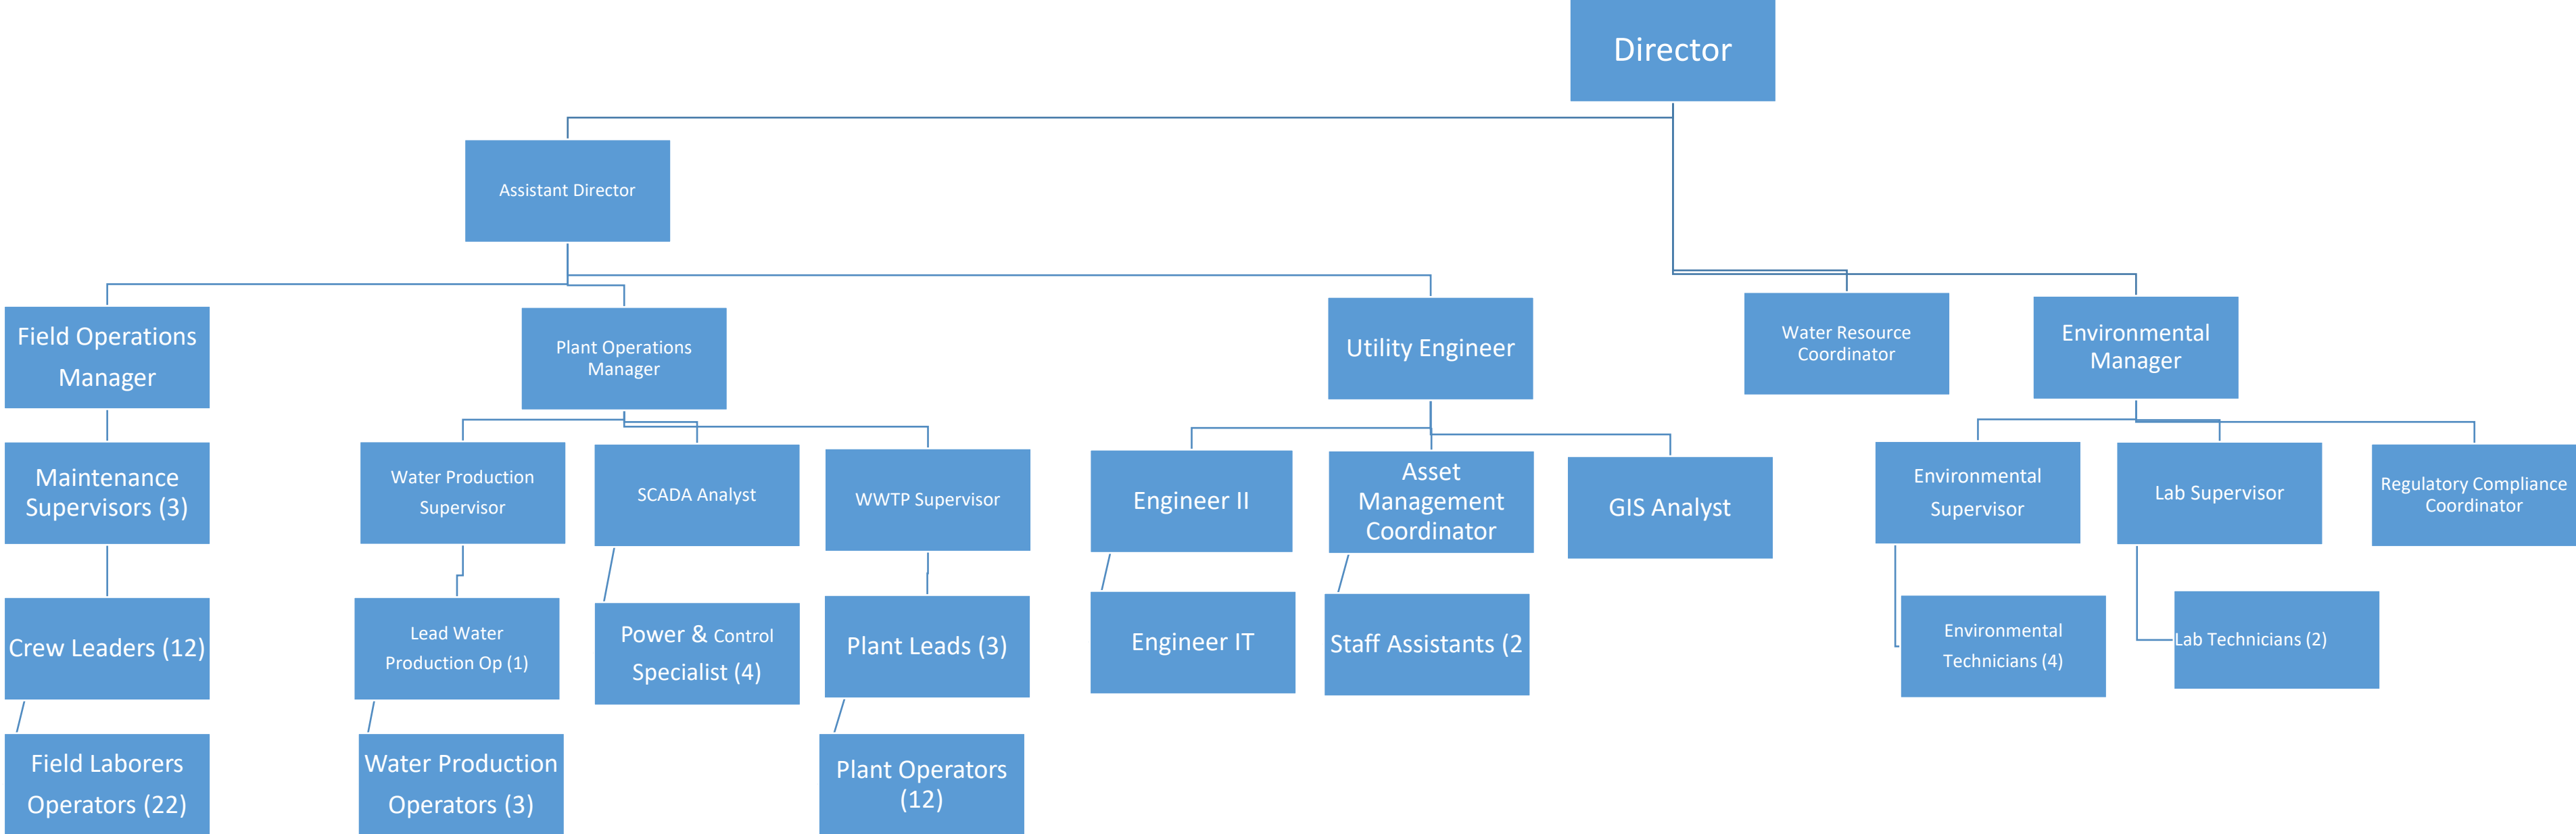 Director
Assistant Director
Field Operations
Manager
Plant Operations
Manager
Utility Engineer
Water Resource
Coordinator
Environmental
Manager
Maintenance
Supervisors (3)
Water Production
Supervisor
SCADA Analyst
WWTP Supervisor
Engineer II
Asset
Management
Coordinator
GIS Analyst
Environmental
Supervisor
Lab Supervisor
Regulatory Compliance
Coordinator
Crew Leaders (12)
Lead Water
Production Op (1)
Power & Control
Specialist (4)
Plant Leads (3)
Engineer IT
Staff Assistants (2
Environmental
Technicians (4)
Lab Technicians (2)
Field Laborers
Operators (22)
Water Production
Operators (3)
Plant Operators
(12)